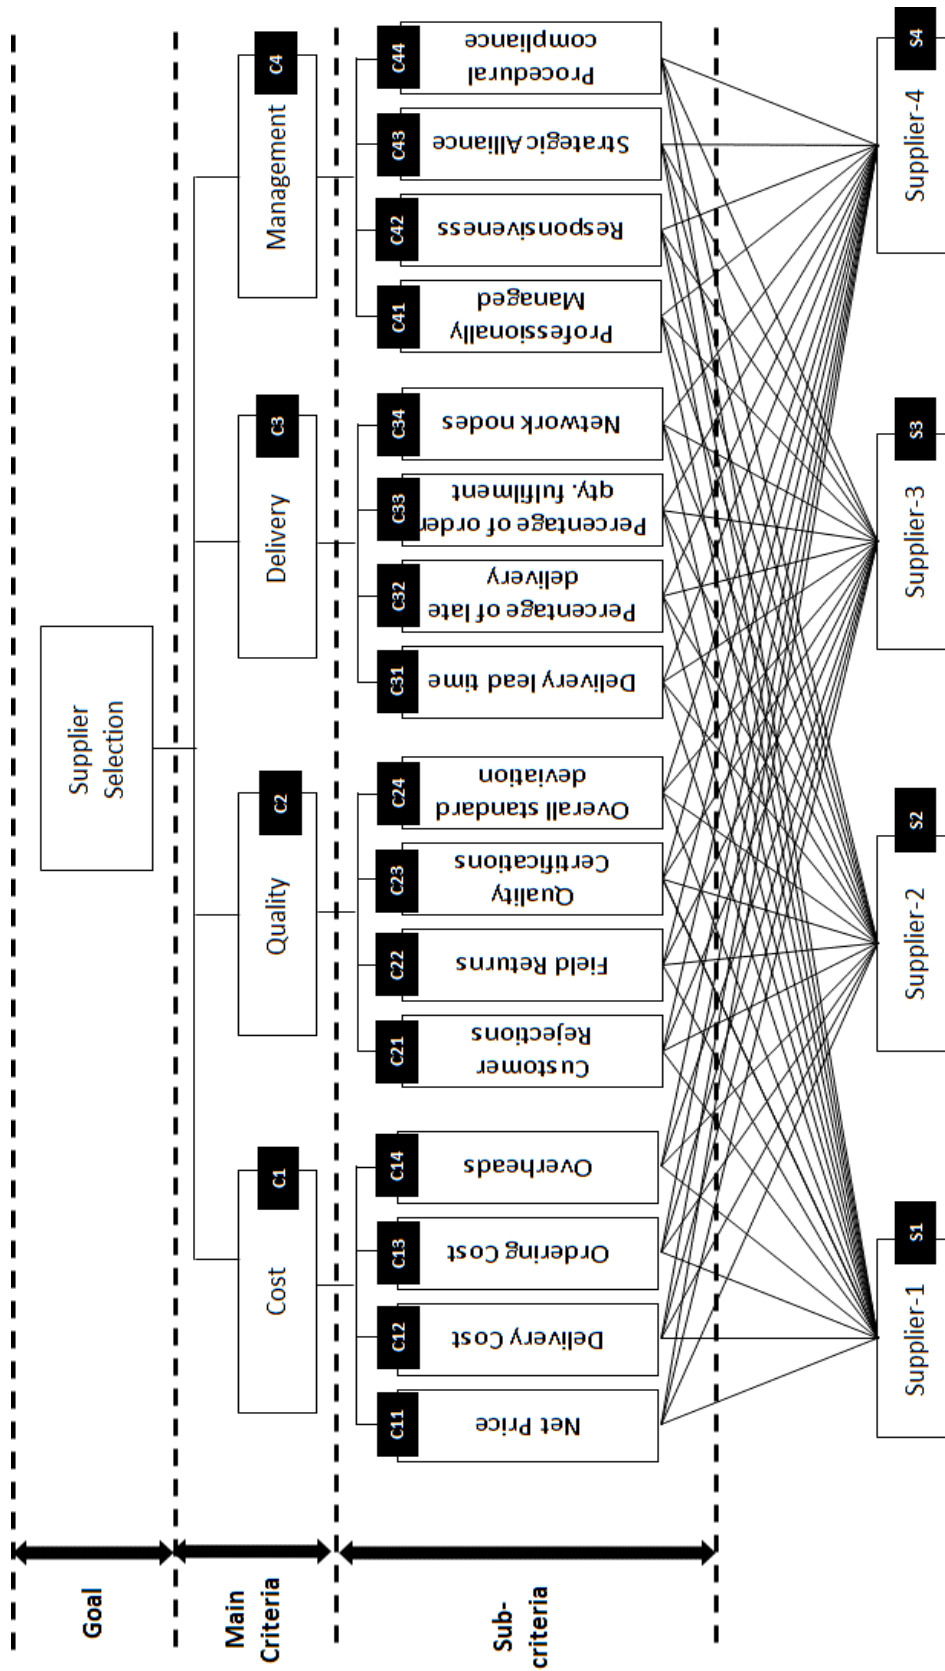 Goal
Supplier
Selection
Main
Criteria
Cost
C1
Quality
C2
Delivery
C3
Management
C4
Sub-
criteria
C11
Net Price
C12
Delivery Cost
C13
Ordering Cost
C14
Overheads
C21
Customer
Rejections
C22
Field Returns
C23
Quality
Certifications
C24
Overall standard
deviation
C31
Delivery lead time
C32
Percentage of late
delivery
C33
Percentage of order
qty. fulfilment
C34
Network nodes
C41
Professionally
Managed
C42
Responsiveness
C43
Strategic Alliance
C44
Procedural
compliance
Supplier-1
S1
Supplier-2
S2
Supplier-3
S3
Supplier-4
S4